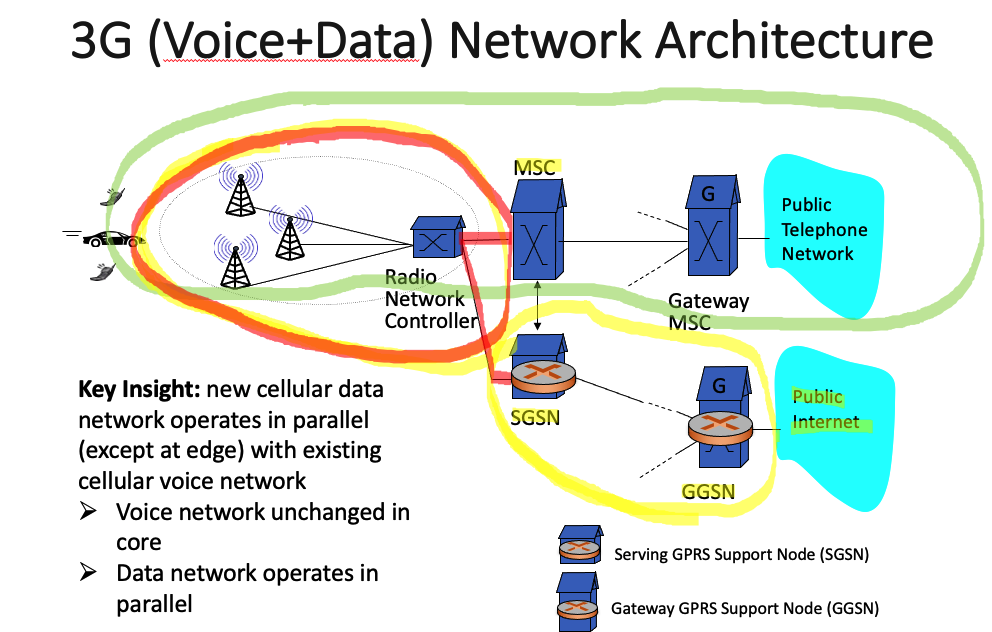 3G (Voice+Data) Network Architecture
MSC
G
Public
Telephone
Network
Radio
Network
Controller
Gateway
MSC
SGSN
G
GGSN
Public
Internet
Key Insight: new cellular data
network operates in parallel
(except at edge) with existing
cellular voice network
➢ Voice network unchanged in
core
➢ Data network operates in
parallel
Serving GPRS Support Node (SGSN)
Gateway GPRS Support Node (GGSN)